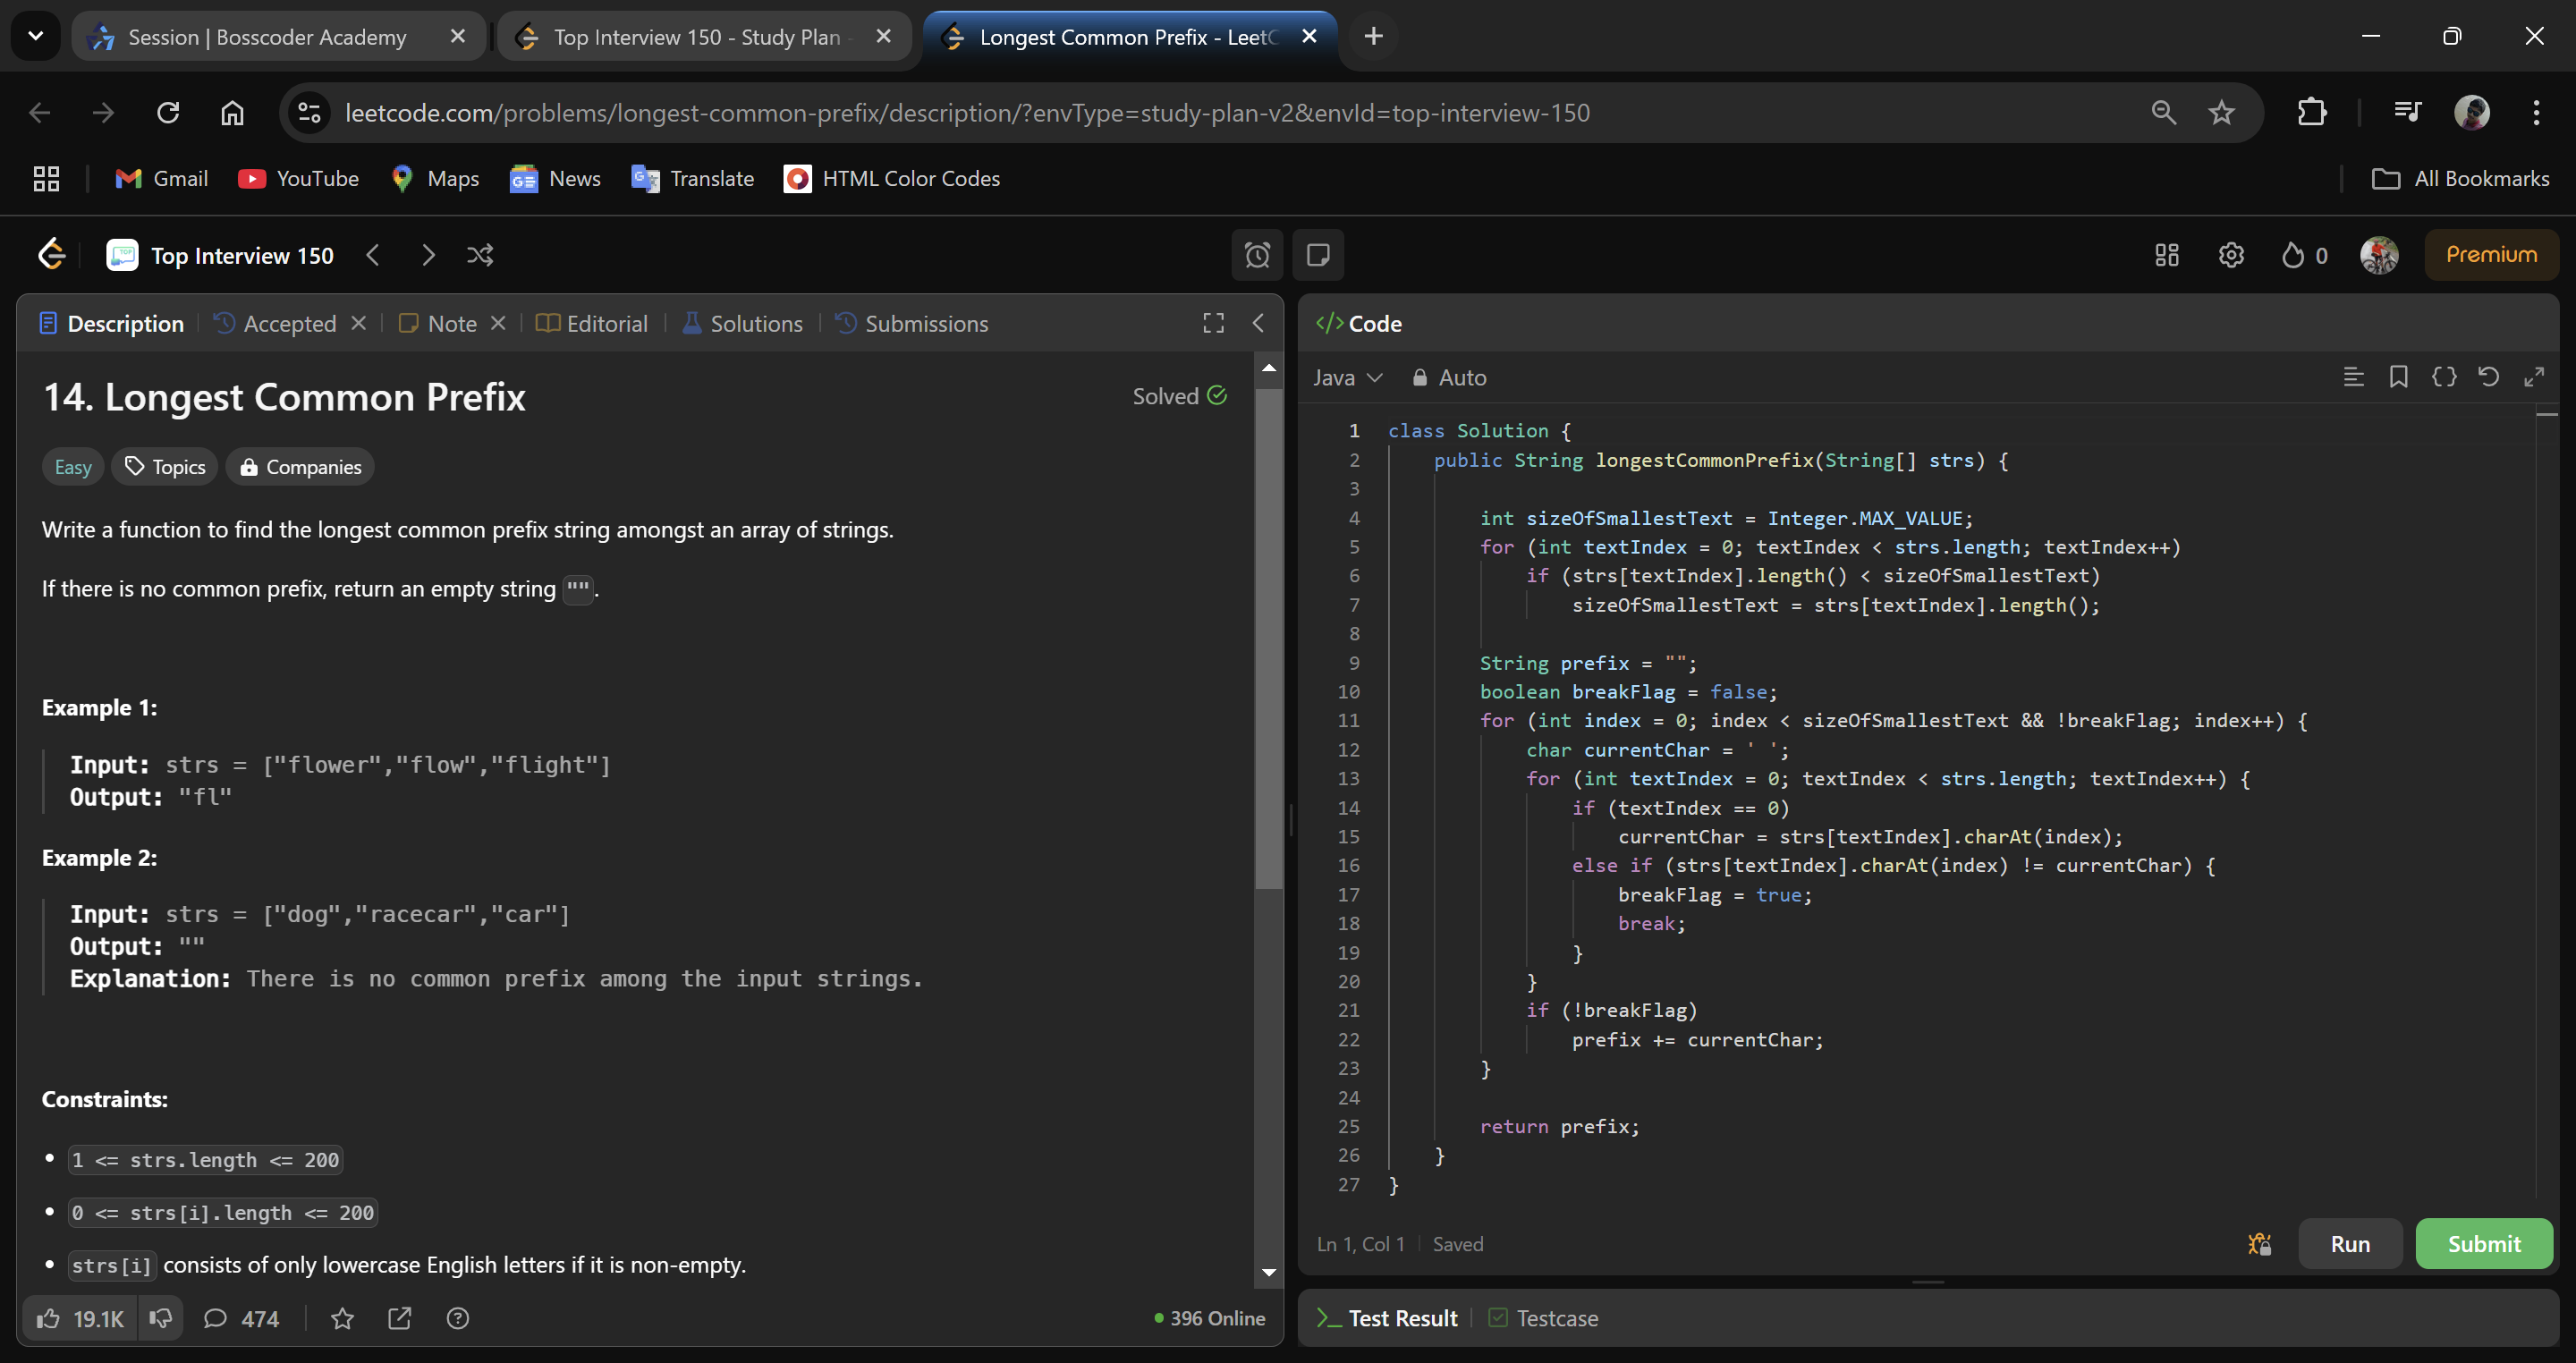 Session | Bosscoder Academy
Top Interview 150 - Study Plan -
Longest Common Prefix - LeetC
leetcode.com/problems/longest-common-prefix/description/?envType=study-plan-v2&envId=top-interview-150
Gmail YouTube Maps News Translate HTML Color Codes All Bookmarks
Top Interview 150 0 Premium
Description Accepted Note Editorial Solutions Submissions
14. Longest Common Prefix Solved
Easy Topics Companies
Write a function to find the longest common prefix string amongst an array of strings.
If there is no common prefix, return an empty string "".
Example 1:
Input: strs = ["flower","flow","flight"]
Output: "fl"
Example 2:
Input: strs = ["dog","racecar","car"]
Output: ""
Explanation: There is no common prefix among the input strings.
Constraints:
• 1 <= strs.length <= 200
• 0 <= strs[i].length <= 200
• strs[i] consists of only lowercase English letters if it is non-empty.
19.1K 474 396 Online
</> Code
Java Auto
1 class Solution {
2 public String longestCommonPrefix(String[] strs) {
3
4 int sizeOfSmallestText = Integer.MAX_VALUE;
5 for (int textIndex = 0; textIndex < strs.length; textIndex++)
6 if (strs[textIndex].length() < sizeOfSmallestText)
7 sizeOfSmallestText = strs[textIndex].length();
8
9 String prefix = "";
10 boolean breakFlag = false;
11 for (int index = 0; index < sizeOfSmallestText && !breakFlag; index++) {
12 char currentChar = ' ';
13 for (int textIndex = 0; textIndex < strs.length; textIndex++) {
14 if (textIndex == 0)
15 currentChar = strs[textIndex].charAt(index);
16 else if (strs[textIndex].charAt(index) != currentChar) {
17 breakFlag = true;
18 break;
19 }
20 }
21 if (!breakFlag)
22 prefix += currentChar;
23 }
24
25 return prefix;
26 }
27 }
Ln 1, Col 1 Saved Run Submit
Test Result Testcase